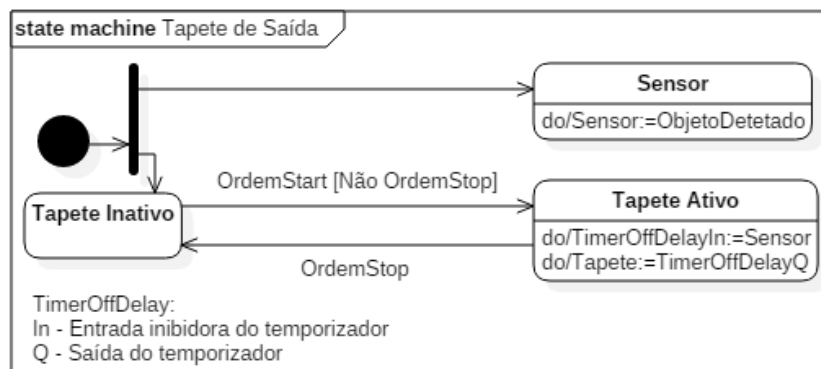 state machine Tapete de Saída
Sensor
do/Sensor:=ObjetoDetetado
OrdemStart [Não OrdemStop]
Tapete Inativo
Tapete Ativo
do/TimerOffDelayIn:=Sensor
do/Tapete:=TimerOffDelayQ
OrdemStop
TimerOffDelay:
In - Entrada inibidora do temporizador
Q - Saída do temporizador